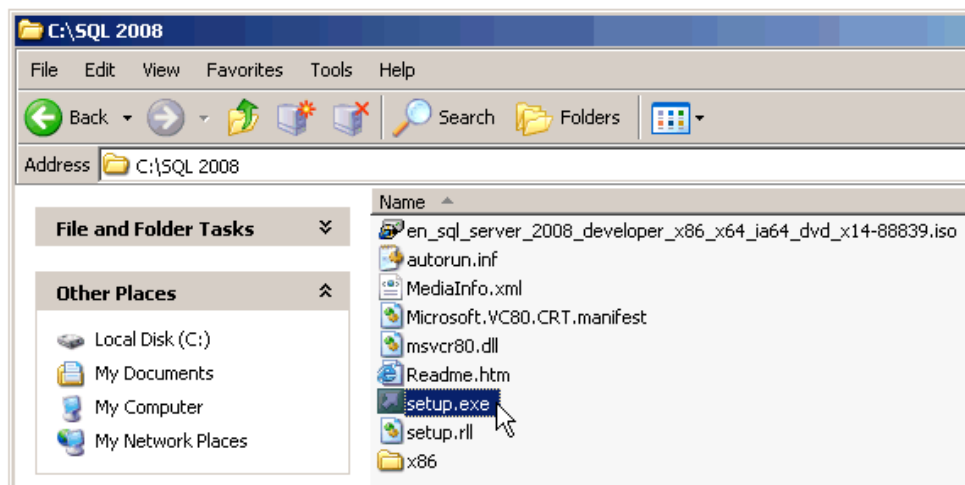 C:\SQL 2008
File Edit View Favorites Tools Help
Back Search Folders
Address C:\SQL 2008
File and Folder Tasks
Other Places
Local Disk (C:)
My Documents
My Computer
My Network Places
Name
en_sql_server_2008_developer_x86_x64_ia64_dvd_x14-88839.iso
autorun.inf
MediaInfo.xml
Microsoft.VC80.CRT.manifest
msvcr80.dll
Readme.htm
setup.exe
setup.rll
x86